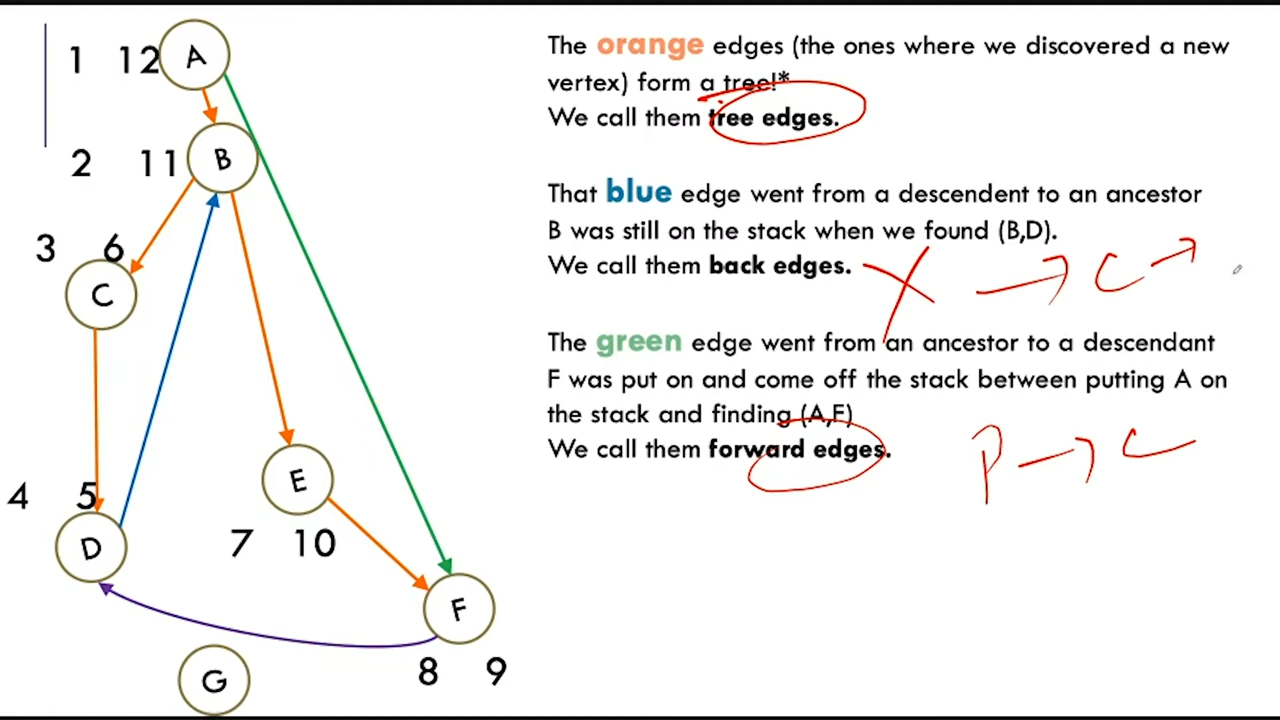 1 12 A
2 11 B
3 6
C
4 5
D
E
7 10
F
8 9
G
The orange edges (the ones where we discovered a new
vertex) form a tree!*
We call them tree edges.
That blue edge went from a descendent to an ancestor
B was still on the stack when we found (B,D).
We call them back edges.
X → C →
The green edge went from an ancestor to a descendant
F was put on and come off the stack between putting A on
the stack and finding (A,F)
We call them forward edges.
P → C